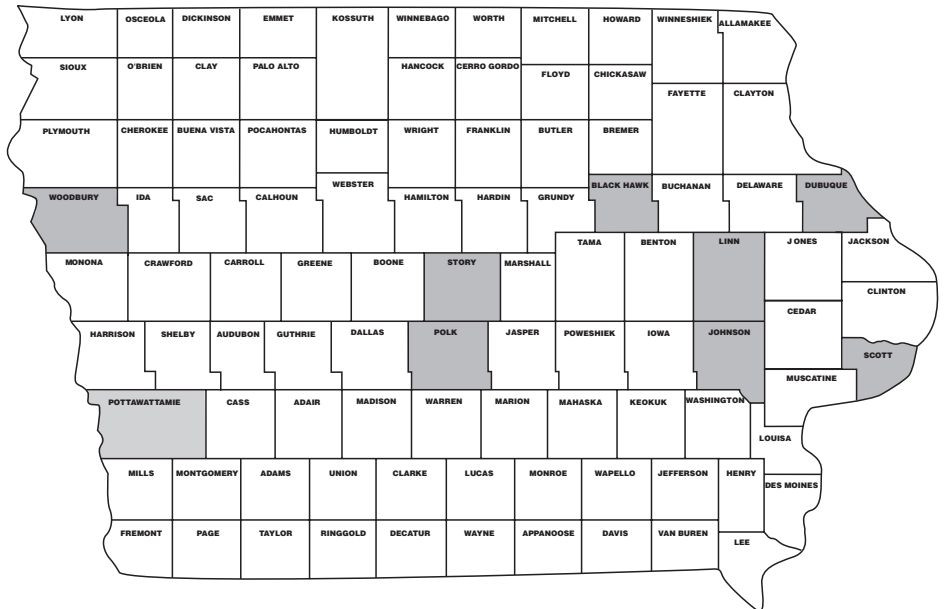 LYON OSCEOLA DICKINSON EMMET KOSSUTH WINNEBAGO WORTH MITCHELL HOWARD WINNESHIEK ALLAMAKEE
SIOUX O'BRIEN CLAY PALO ALTO HANCOCK CERRO GORDO FLOYD CHICKASAW
FAYETTE CLAYTON
PLYMOUTH CHEROKEE BUENA VISTA POCAHONTAS HUMBOLDT WRIGHT FRANKLIN BUTLER BREMER
WOODBURY IDA SAC CALHOUN WEBSTER HAMILTON HARDIN GRUNDY BLACK HAWK BUCHANAN DELAWARE DUBUQUE
TAMA BENTON LINN JONES JACKSON
MONONA CRAWFORD CARROLL GREENE BOONE STORY MARSHALL
CLINTON
CEDAR
HARRISON SHELBY AUDUBON GUTHRIE DALLAS POLK JASPER POWESHIEK IOWA JOHNSON
SCOTT
MUSCATINE
POTTAWATTAMIE CASS ADAIR MADISON WARREN MARION MAHASKA KEOKUK WASHINGTON
LOUISA
MILLS MONTGOMERY ADAMS UNION CLARKE LUCAS MONROE WAPELLO JEFFERSON HENRY
DES MOINES
FREMONT PAGE TAYLOR RINGGOLD DECATUR WAYNE APPANOOSE DAVIS VAN BUREN
LEE